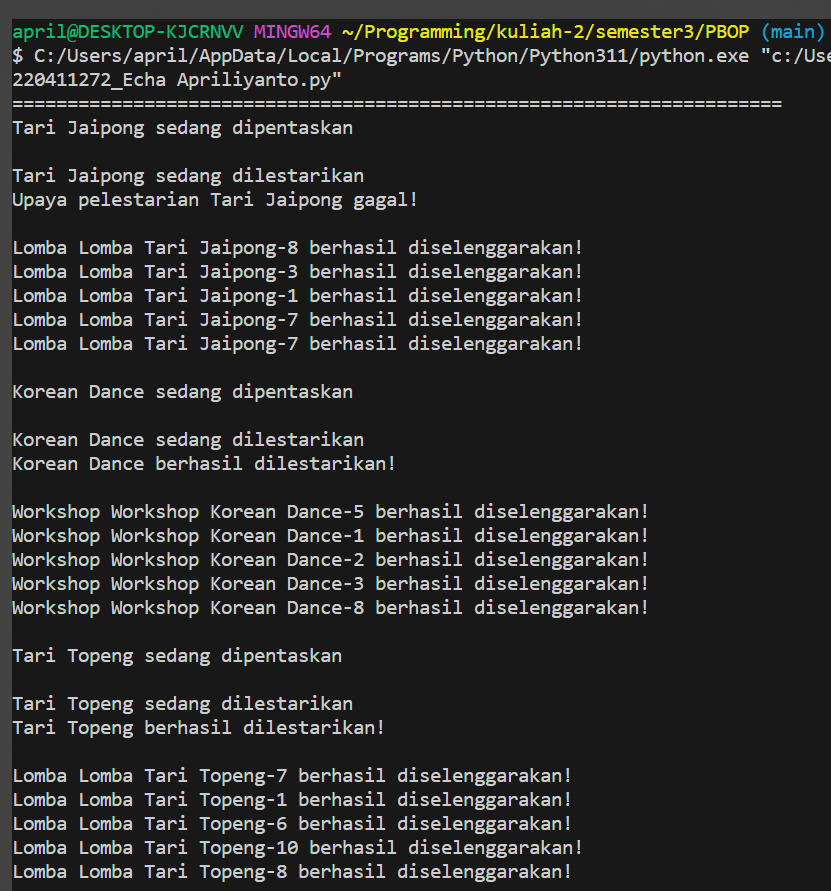 april@DESKTOP-KJCRNVV MINGW64 ~/Programming/kuliah-2/semester3/PBOP (main)
$ C:/Users/april/AppData/Local/Programs/Python/Python311/python.exe "c:/Use
220411272_Echa Apriliyanto.py"
======================================================================
Tari Jaipong sedang dipentaskan
Tari Jaipong sedang dilestarikan
Upaya pelestarian Tari Jaipong gagal!
Lomba Lomba Tari Jaipong-8 berhasil diselenggarakan!
Lomba Lomba Tari Jaipong-3 berhasil diselenggarakan!
Lomba Lomba Tari Jaipong-1 berhasil diselenggarakan!
Lomba Lomba Tari Jaipong-7 berhasil diselenggarakan!
Lomba Lomba Tari Jaipong-7 berhasil diselenggarakan!
Korean Dance sedang dipentaskan
Korean Dance sedang dilestarikan
Korean Dance berhasil dilestarikan!
Workshop Workshop Korean Dance-5 berhasil diselenggarakan!
Workshop Workshop Korean Dance-1 berhasil diselenggarakan!
Workshop Workshop Korean Dance-2 berhasil diselenggarakan!
Workshop Workshop Korean Dance-3 berhasil diselenggarakan!
Workshop Workshop Korean Dance-8 berhasil diselenggarakan!
Tari Topeng sedang dipentaskan
Tari Topeng sedang dilestarikan
Tari Topeng berhasil dilestarikan!
Lomba Lomba Tari Topeng-7 berhasil diselenggarakan!
Lomba Lomba Tari Topeng-1 berhasil diselenggarakan!
Lomba Lomba Tari Topeng-6 berhasil diselenggarakan!
Lomba Lomba Tari Topeng-10 berhasil diselenggarakan!
Lomba Lomba Tari Topeng-8 berhasil diselenggarakan!